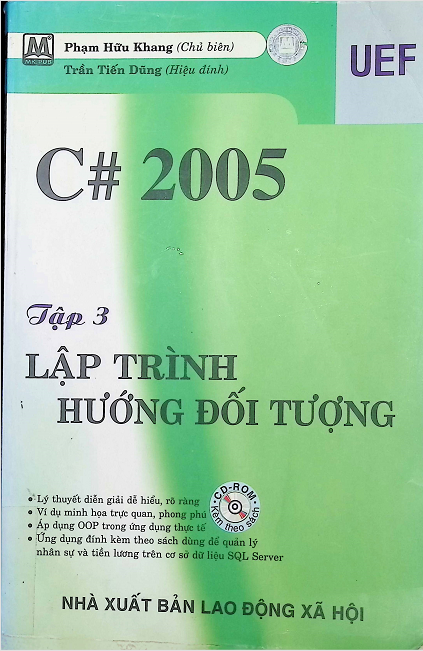 M
MK.PUB
Phạm Hữu Khang (Chủ biên)
Trần Tiến Dũng (Hiệu đính)
UEF
C# 2005
Tập 3
LẬP TRÌNH
HƯỚNG ĐỐI TƯỢNG
• Lý thuyết diễn giải dễ hiểu, rõ ràng
• Ví dụ minh họa trực quan, phong phú
• Áp dụng OOP trong ứng dụng thực tế
• Ứng dụng đính kèm theo sách dùng để quản lý
nhân sự và tiền lương trên cơ sở dữ liệu SQL Server
• CD-ROM •
Kèm theo sách
NHÀ XUẤT BẢN LAO ĐỘNG XÃ HỘI